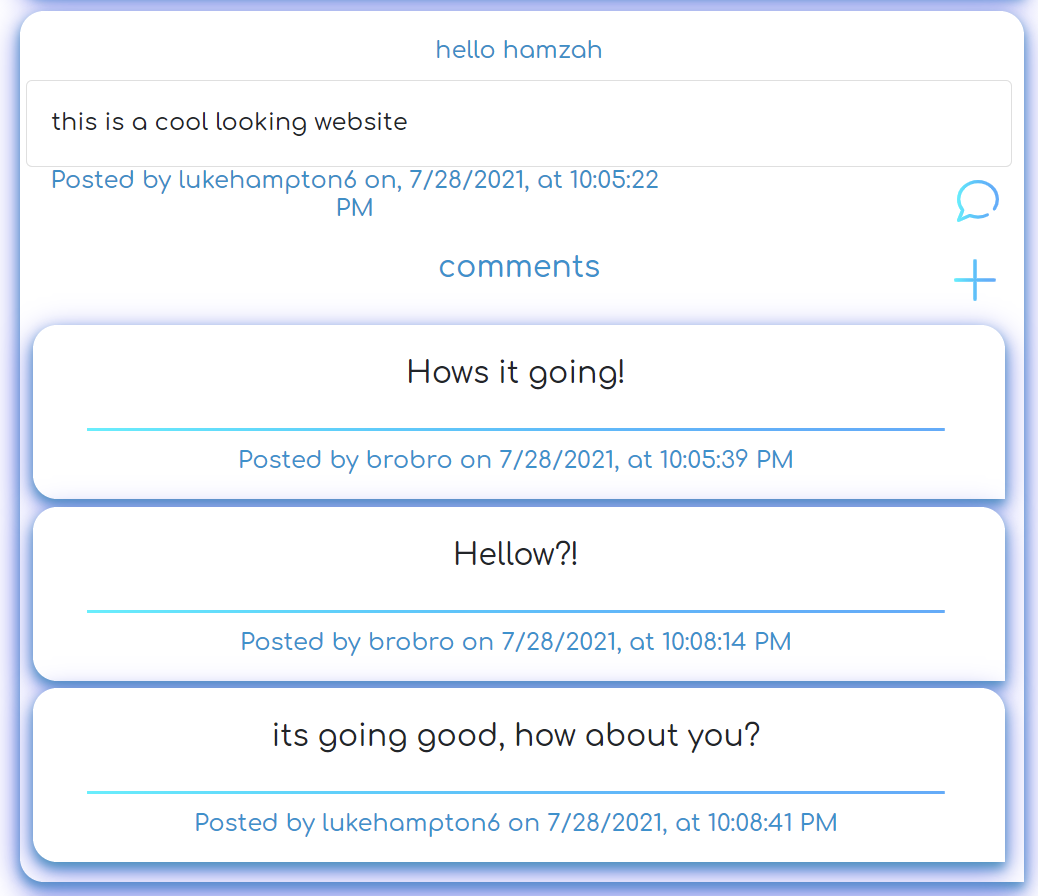 hello hamzah
this is a cool looking website
Posted by lukehampton6 on, 7/28/2021, at 10:05:22
PM
comments
Hows it going!
Posted by brobro on 7/28/2021, at 10:05:39 PM
Hellow?!
Posted by brobro on 7/28/2021, at 10:08:14 PM
its going good, how about you?
Posted by lukehampton6 on 7/28/2021, at 10:08:41 PM